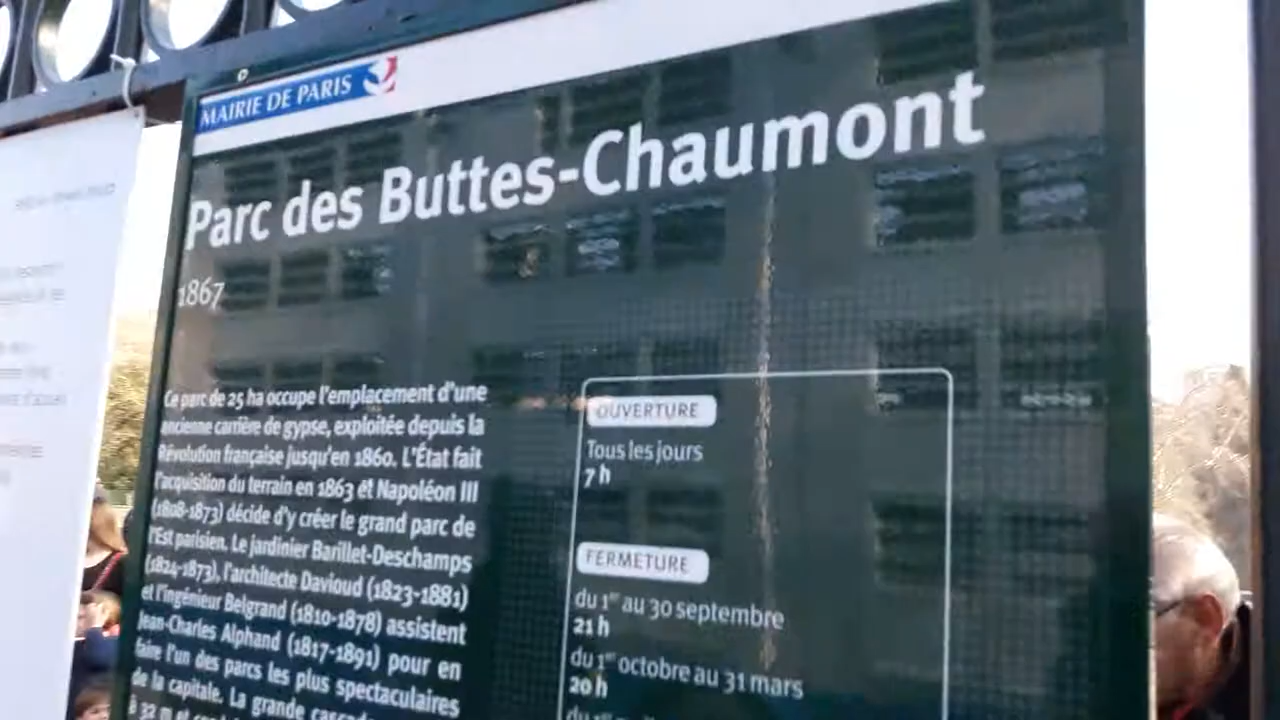 MAIRIE DE PARIS
Parc des Buttes-Chaumont
1867
Ce parc de 25 ha occupe l'emplacement d'une
ancienne carrière de gypse, exploitée depuis la
Révolution française jusqu'en 1860. L'État fait
l'acquisition du terrain en 1863 et Napoléon III
(1808-1873) décide d'y créer le grand parc de
l'Est parisien. Le jardinier Barillet-Deschamps
(1824-1873), l'architecte Davioud (1823-1881)
et l'ingénieur Belgrand (1810-1878) assistent
Jean-Charles Alphand (1817-1891) pour en
faire l'un des parcs les plus spectaculaires
de la capitale. La grande
à 32 m et
OUVERTURE
Tous les jours
7 h
FERMETURE
du 1er au 30 septembre
21 h
du 1er octobre au 31 mars
20 h